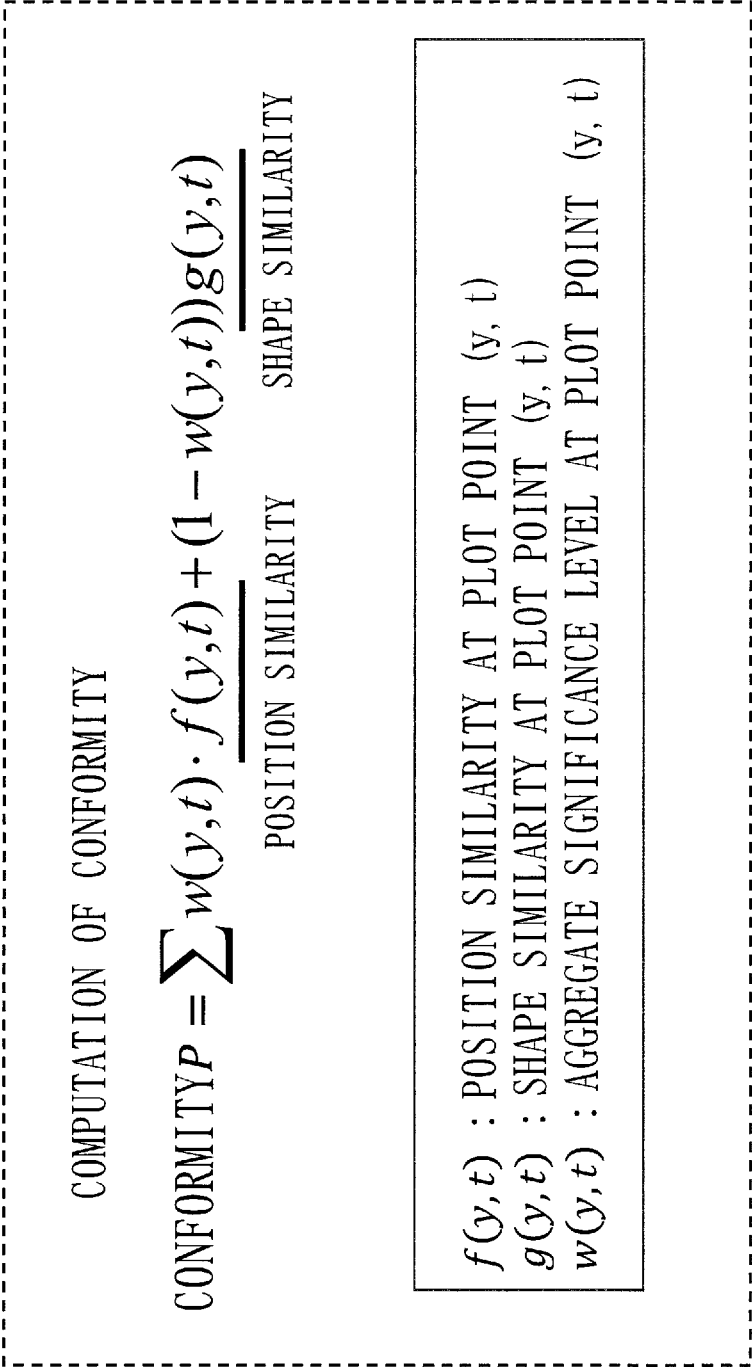 COMPUTATION OF CONFORMITY
CONFORMITYP = ∑ w(y,t) · f(y,t)+(1 − w(y,t))g(y,t)
POSITION SIMILARITY SHAPE SIMILARITY
f(y,t) : POSITION SIMILARITY AT PLOT POINT (y, t)
g(y,t) : SHAPE SIMILARITY AT PLOT POINT (y, t)
w(y,t) : AGGREGATE SIGNIFICANCE LEVEL AT PLOT POINT (y, t)